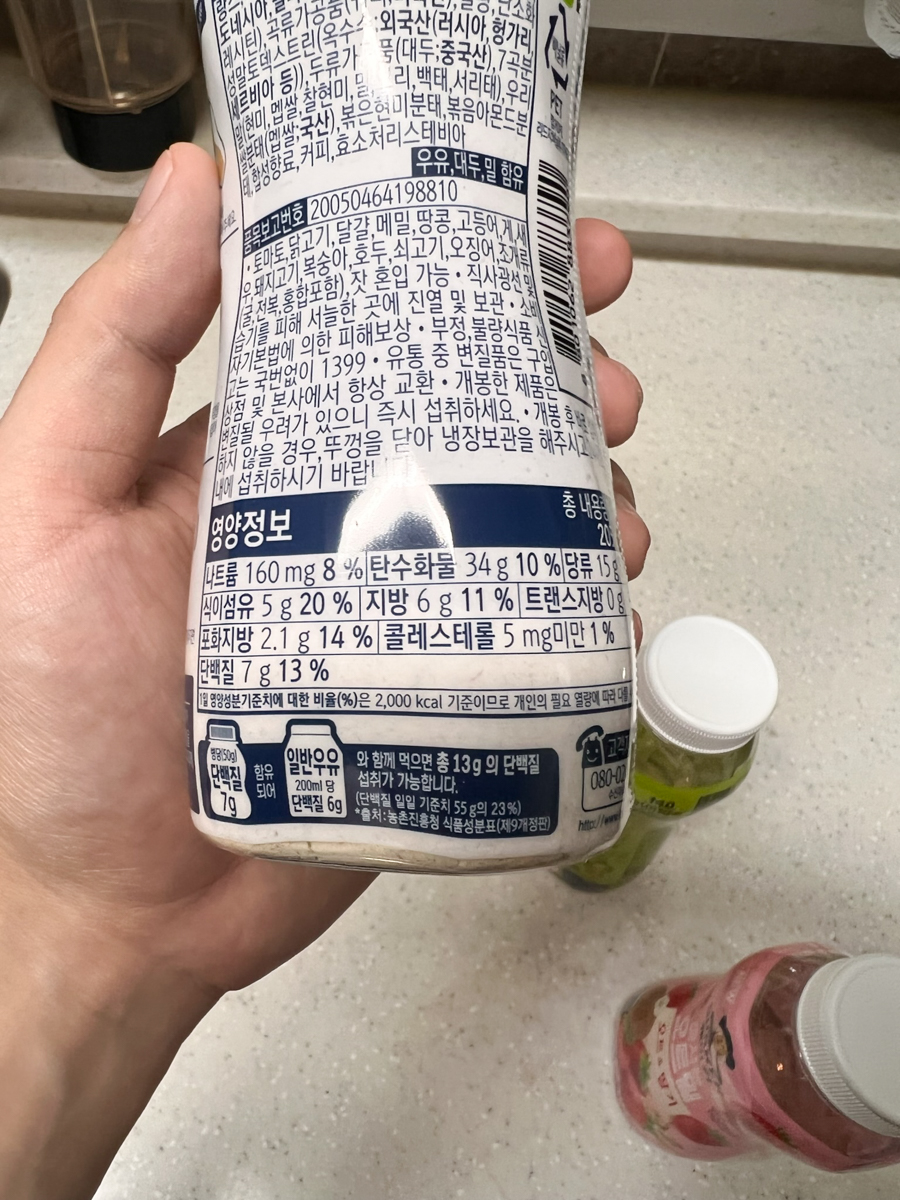 레시틴), 곡류가공품
외국산(러시아, 헝가리,
세르비아 등)), 두류가 품(대두;중국산), 7곡분
(현미, 멥쌀, 찰현미, 백태, 서리태), 우리
쌀분태(멥쌀;국산), 볶은현미분태, 볶음아몬드분
태, 합성향료, 커피, 효소처리스테비아
우유, 대두, 밀 함유
품목보고번호 20050464198810
• 토마토, 닭고기, 달걀, 메밀, 땅콩, 고등어, 게, 새
우, 돼지고기, 복숭아, 호두, 쇠고기, 오징어, 조개류
(굴, 전복, 홍합포함), 잣 혼입 가능 • 직사광선 및
습기를 피해 서늘한 곳에 진열 및 보관 • 소비
자기본법에 의한 피해보상 • 부정,불량식품 신
고는 국번없이 1399 • 유통 중 변질품은 구입
상점 및 본사에서 항상 교환 • 개봉한 제품은
변질될 우려가 있으니 즉시 섭취하세요. • 개봉 후
하지 않을 경우, 뚜껑을 닫아 냉장보관을 해주시고
내에 섭취하시기 바랍니
영양정보 총 내용량
나트륨 160 mg 8 % 탄수화물 34 g 10 % 당류 15 g
식이섬유 5 g 20 % 지방 6 g 11 % 트랜스지방 0 g
포화지방 2.1 g 14 % 콜레스테롤 5 mg미만 1 %
단백질 7 g 13 %
1일 영양성분기준치에 대한 비율(%)은 2,000 kcal 기준이므로 개인의 필요 열량에 따라
병당(50g)
단백질
7g
함유
되어
일반우유
200ml 당
단백질 6g
와 함께 먹으면 총 13g 의 단백질
섭취가 가능합니다.
(단백질 일일 기준치 55 g의 23 %)
*출처: 농촌진흥청 식품성분표(제9개정판)
080-02
http://www